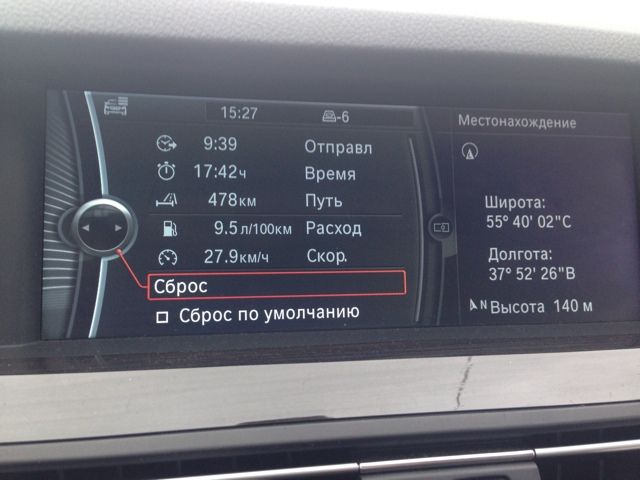 15:27 -6
9:39 Отправл
17:42ч Время
478км Путь
9.5л/100км Расход
27.9км/ч Скор.
Сброс
Сброс по умолчанию
Местонахождение
Широта:
55° 40' 02"С
Долгота:
37° 52' 26"В
N Высота 140 м